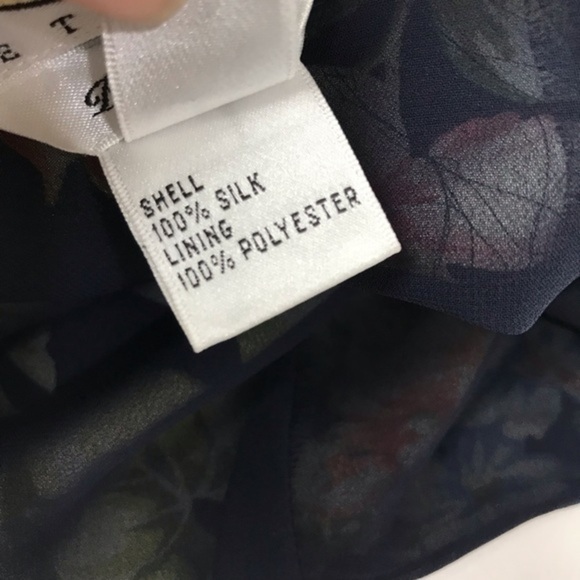 SHELL
100% SILK
LINING
100% POLYESTER